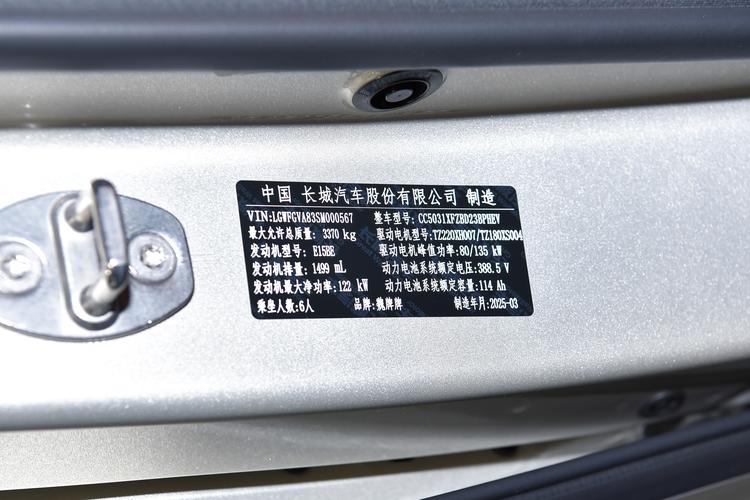 中国 长城汽车股份有限公司 制造
VIN:LGWFGVA83SM000567 整车型号: CC5031XFZBD23BPHEV
最大允许总质量: 3370 kg 驱动电机型号:TZ220XH007/TZ180XS004
发动机型号: E15BE 驱动电机峰值功率:80/135 kW
发动机排量: 1499 mL 动力电池系统额定电压:388.5 V
发动机最大净功率:122 kW 动力电池系统额定容量:114 Ah
乘坐人数:6人 品牌:魏牌牌 制造年月:2025-03